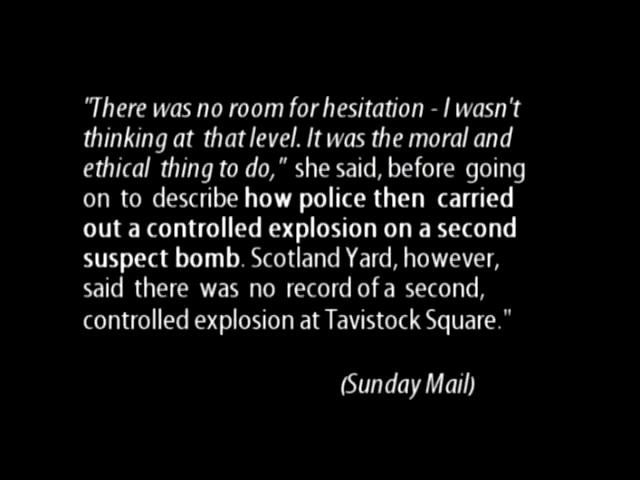 "There was no room for hesitation - I wasn't
thinking at that level. It was the moral and
ethical thing to do," she said, before going
on to describe how police then carried
out a controlled explosion on a second
suspect bomb. Scotland Yard, however,
said there was no record of a second,
controlled explosion at Tavistock Square."
(Sunday Mail)